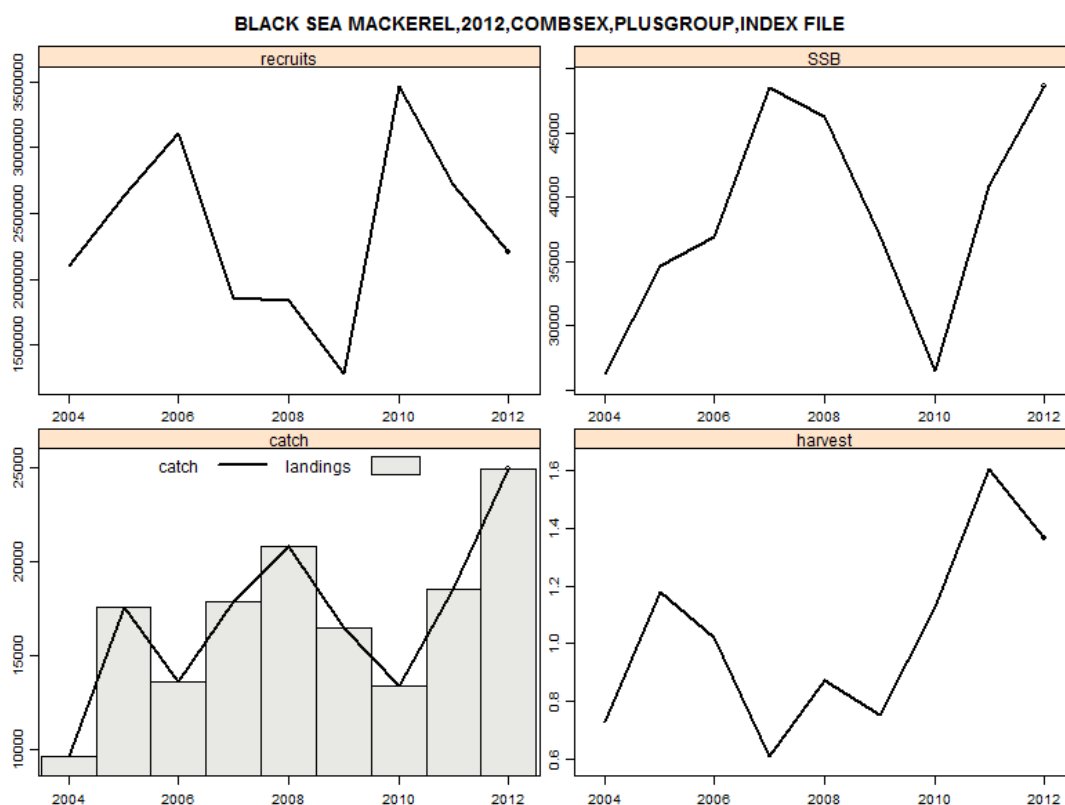 BLACK SEA MACKEREL,2012,COMBSEX,PLUSGROUP,INDEX FILE
recruits
3500000
3000000
2500000
2000000
1500000
2004 2006 2008 2010 2012
SSB
45000
40000
35000
30000
2004 2006 2008 2010 2012
catch
catch landings
25000
20000
15000
10000
2004 2006 2008 2010 2012
harvest
1.6
1.4
1.2
1.0
0.8
0.6
2004 2006 2008 2010 2012